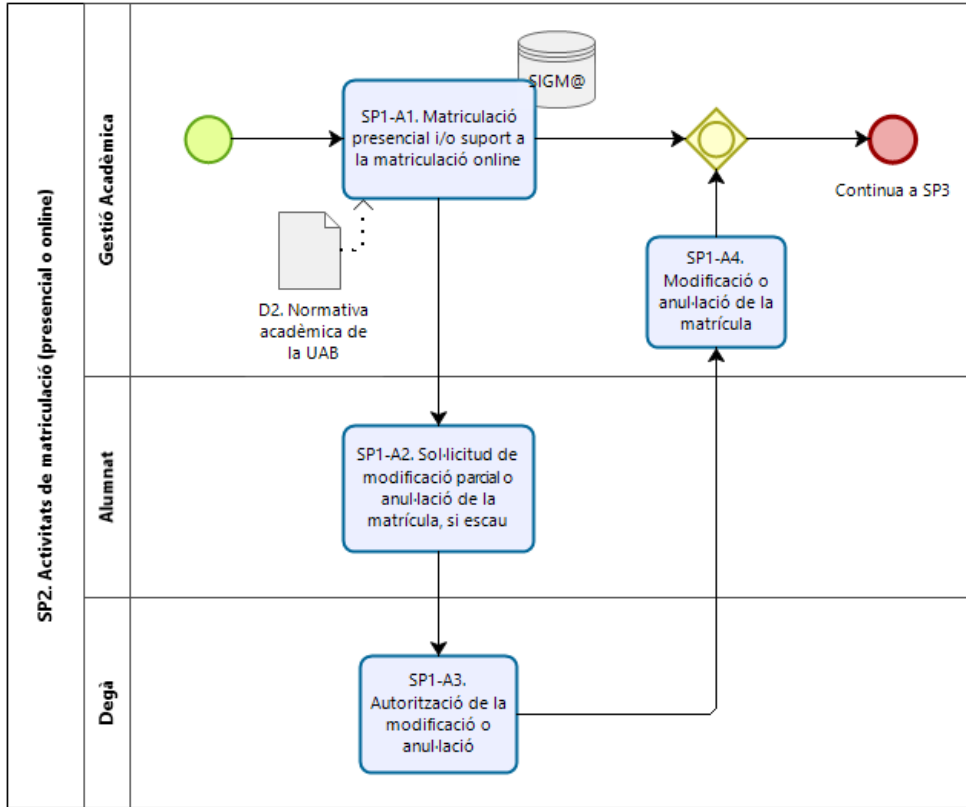 SP2. Activitats de matriculació (presencial o online)
Gestió Acadèmica
SIGM@
SP1-A1. Matriculació
presencial i/o suport a
la matriculació online
Continua a SP3
D2. Normativa
acadèmica de
la UAB
SP1-A4.
Modificació o
anul·lació de la
matrícula
Alumnat
SP1-A2. Sol·licitud de
modificació parcial o
anul·lació de la
matrícula, si escau
Degà
SP1-A3.
Autorització de la
modificació o
anul·lació